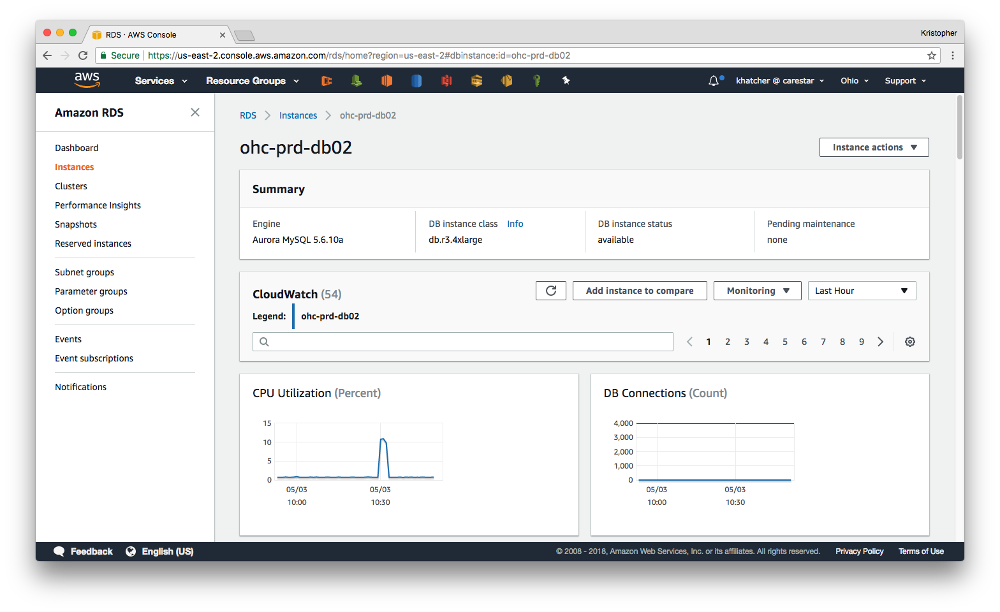 RDS · AWS Console
Kristopher
Secure
https://us-east-2.console.aws.amazon.com/rds/home?region=us-east-2#dbinstance:id=ohc-prd-db02
aws
Services
Resource Groups
khatcher @ carestar
Ohio
Support
Amazon RDS
Dashboard
Instances
Clusters
Performance Insights
Snapshots
Reserved instances
Subnet groups
Parameter groups
Option groups
Events
Event subscriptions
Notifications
RDS
Instances
ohc-prd-db02
ohc-prd-db02
Instance actions
Summary
Engine
Aurora MySQL 5.6.10a
DB instance class Info
db.r3.4xlarge
DB instance status
available
Pending maintenance
none
CloudWatch (54)
Add instance to compare
Monitoring
Last Hour
Legend: ohc-prd-db02
1 2 3 4 5 6 7 8 9
CPU Utilization (Percent)
15
10
5
0
05/03 05/03
10:00 10:30
DB Connections (Count)
4,000
3,000
2,000
1,000
0
05/03 05/03
10:00 10:30
Feedback
English (US)
© 2008 - 2018, Amazon Web Services, Inc. or its affiliates. All rights reserved.
Privacy Policy
Terms of Use